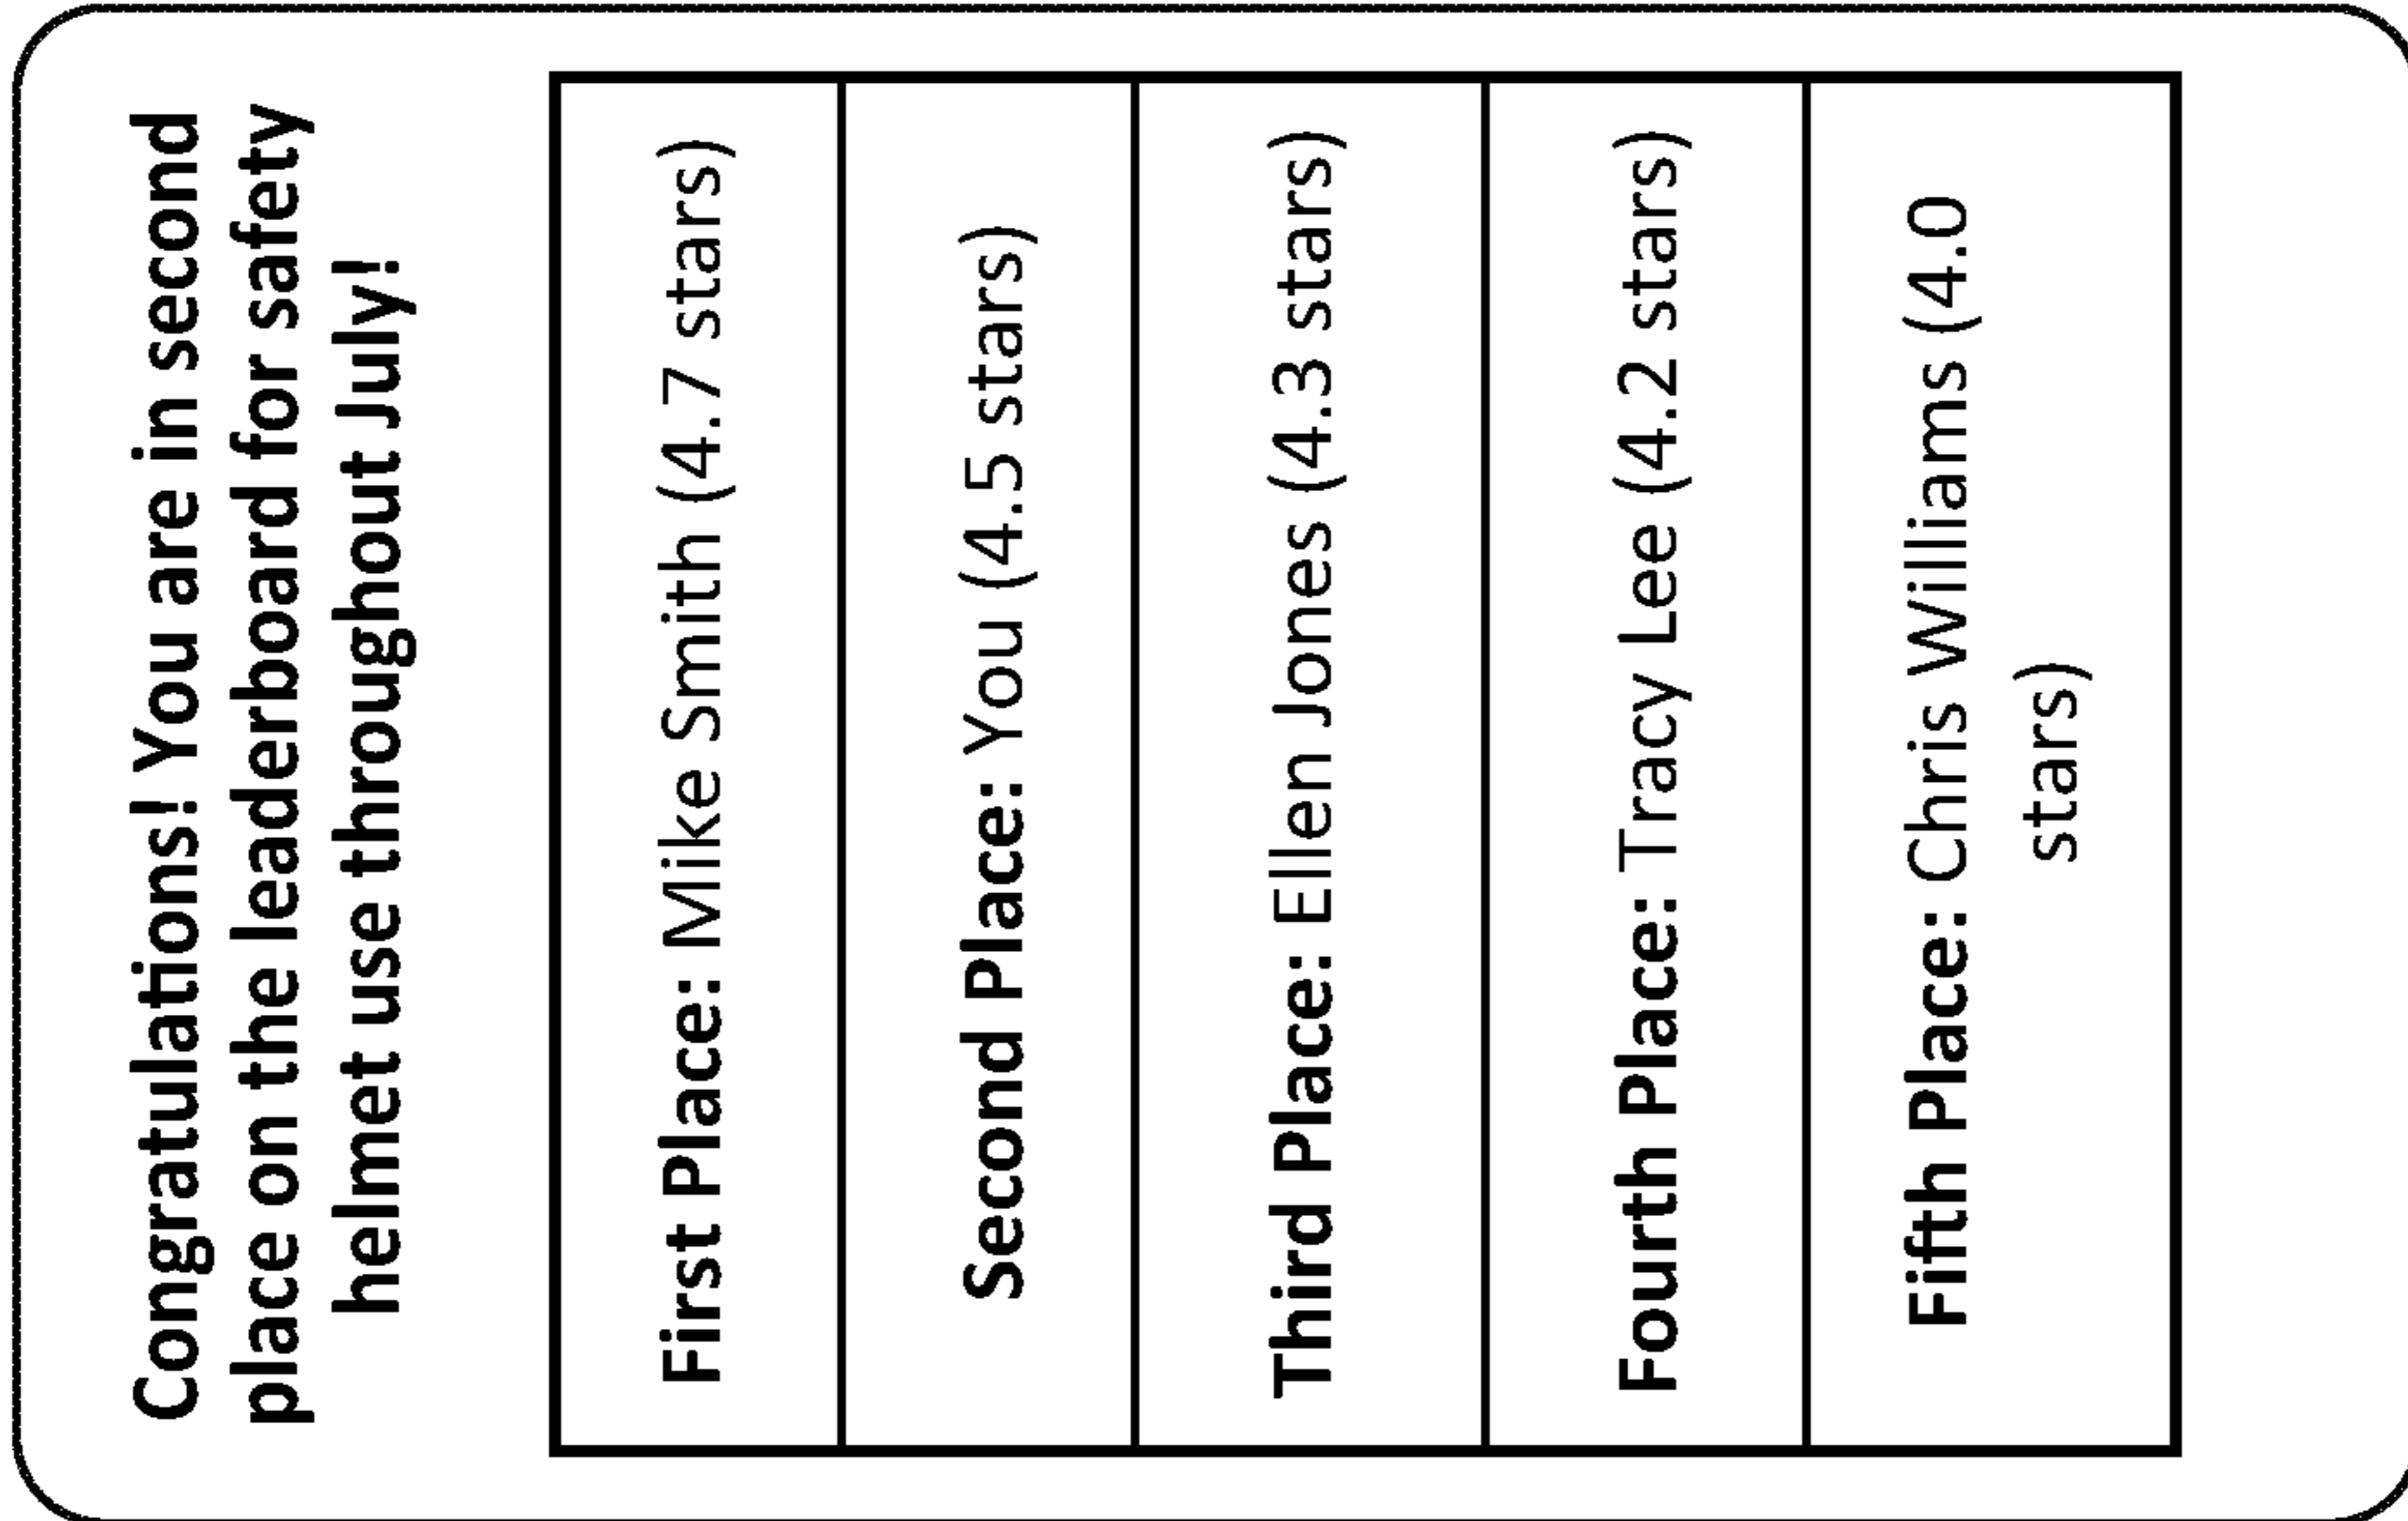 Congratulations! You are in second
place on the leaderboard for safety
helmet use throughout July!
First Place: Mike Smith (4.7 stars)
Second Place: You (4.5 stars)
Third Place: Ellen Jones (4.3 stars)
Fourth Place: Tracy Lee (4.2 stars)
Fifth Place: Chris Williams (4.0
stars)